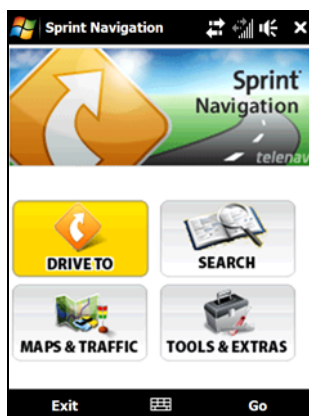 Sprint Navigation
Sprint
Navigation
telenav
DRIVE TO
SEARCH
MAPS & TRAFFIC
TOOLS & EXTRAS
Exit
Go